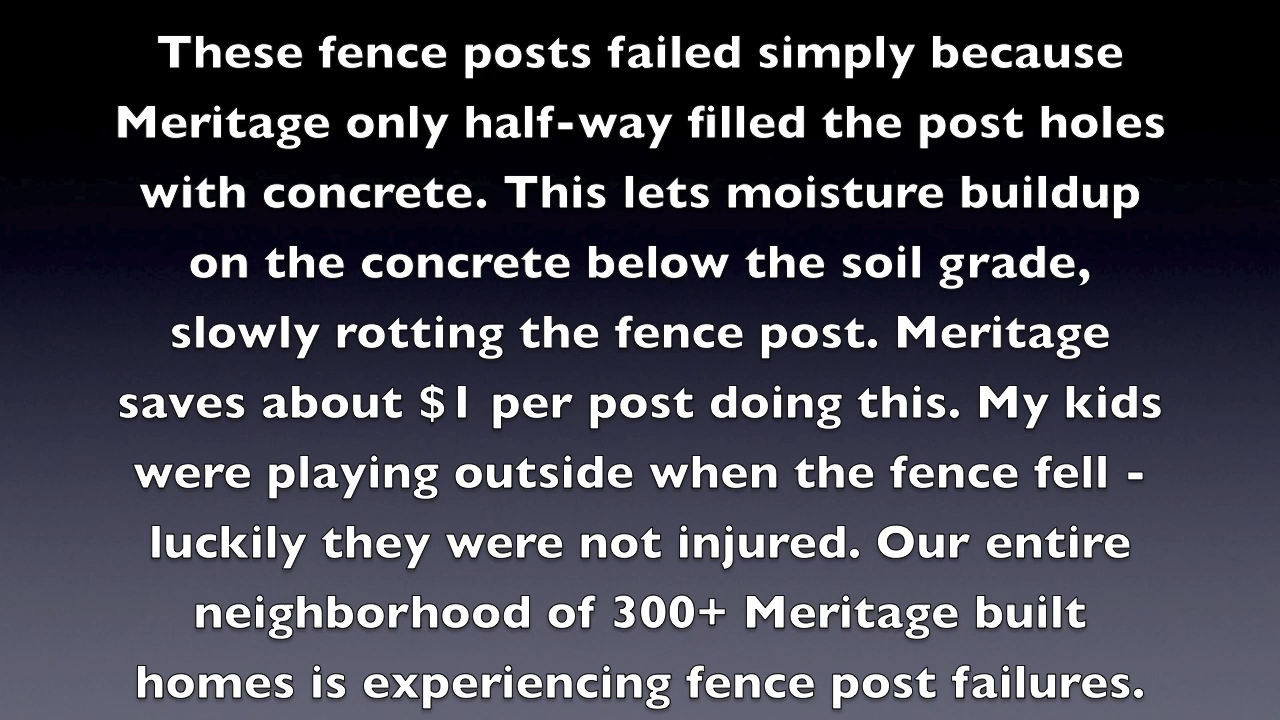 These fence posts failed simply because
Meritage only half-way filled the post holes
with concrete. This lets moisture buildup
on the concrete below the soil grade,
slowly rotting the fence post. Meritage
saves about $1 per post doing this. My kids
were playing outside when the fence fell -
luckily they were not injured. Our entire
neighborhood of 300+ Meritage built
homes is experiencing fence post failures.